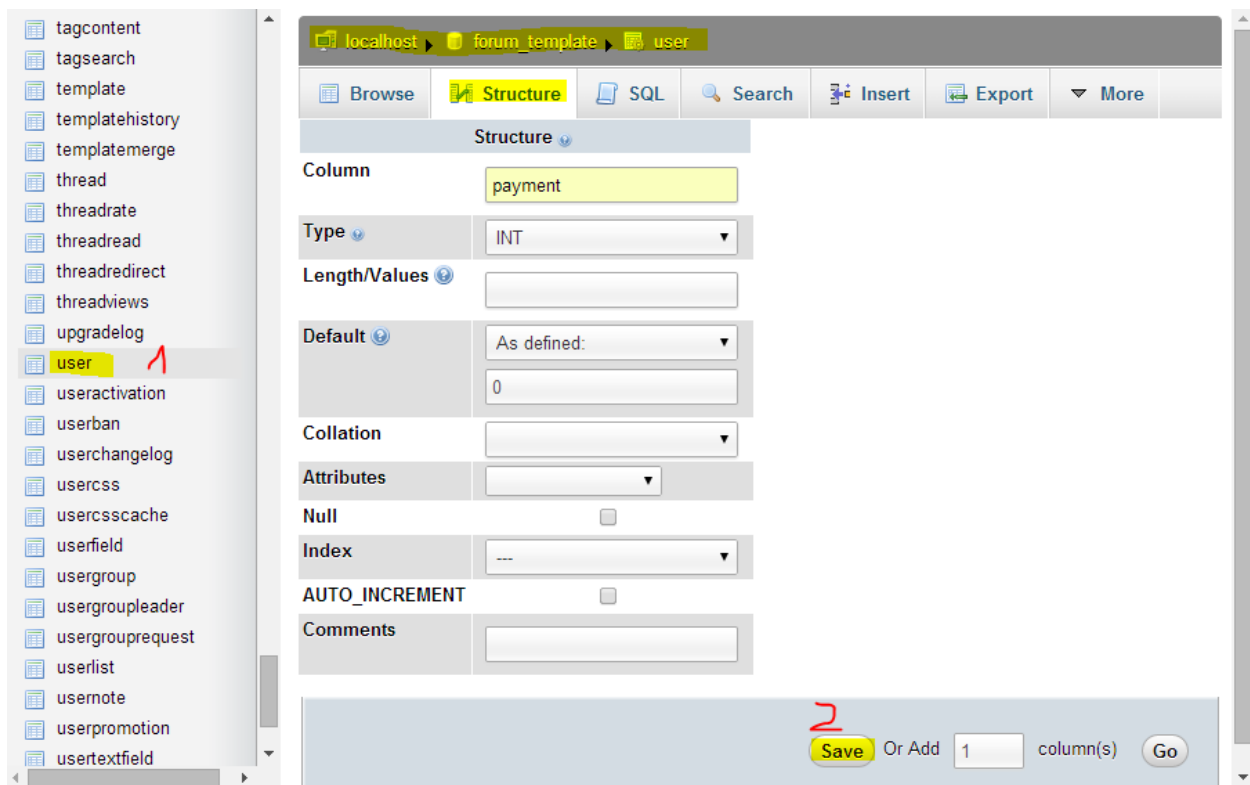 tagcontent
tagsearch
template
templatehistory
templatemerge
thread
threadrate
threadread
threadredirect
threadviews
upgradelog
user 1
useractivation
userban
userchangelog
usercss
usercsscache
userfield
usergroup
usergroupleader
usergrouprequest
userlist
usernote
userpromotion
usertextfield
localhost forum_template user
Browse Structure SQL Search Insert Export More
Structure
Column payment
Type INT
Length/Values
Default As defined:
0
Collation
Attributes
Null
Index ---
AUTO_INCREMENT
Comments
2
Save Or Add 1 column(s) Go